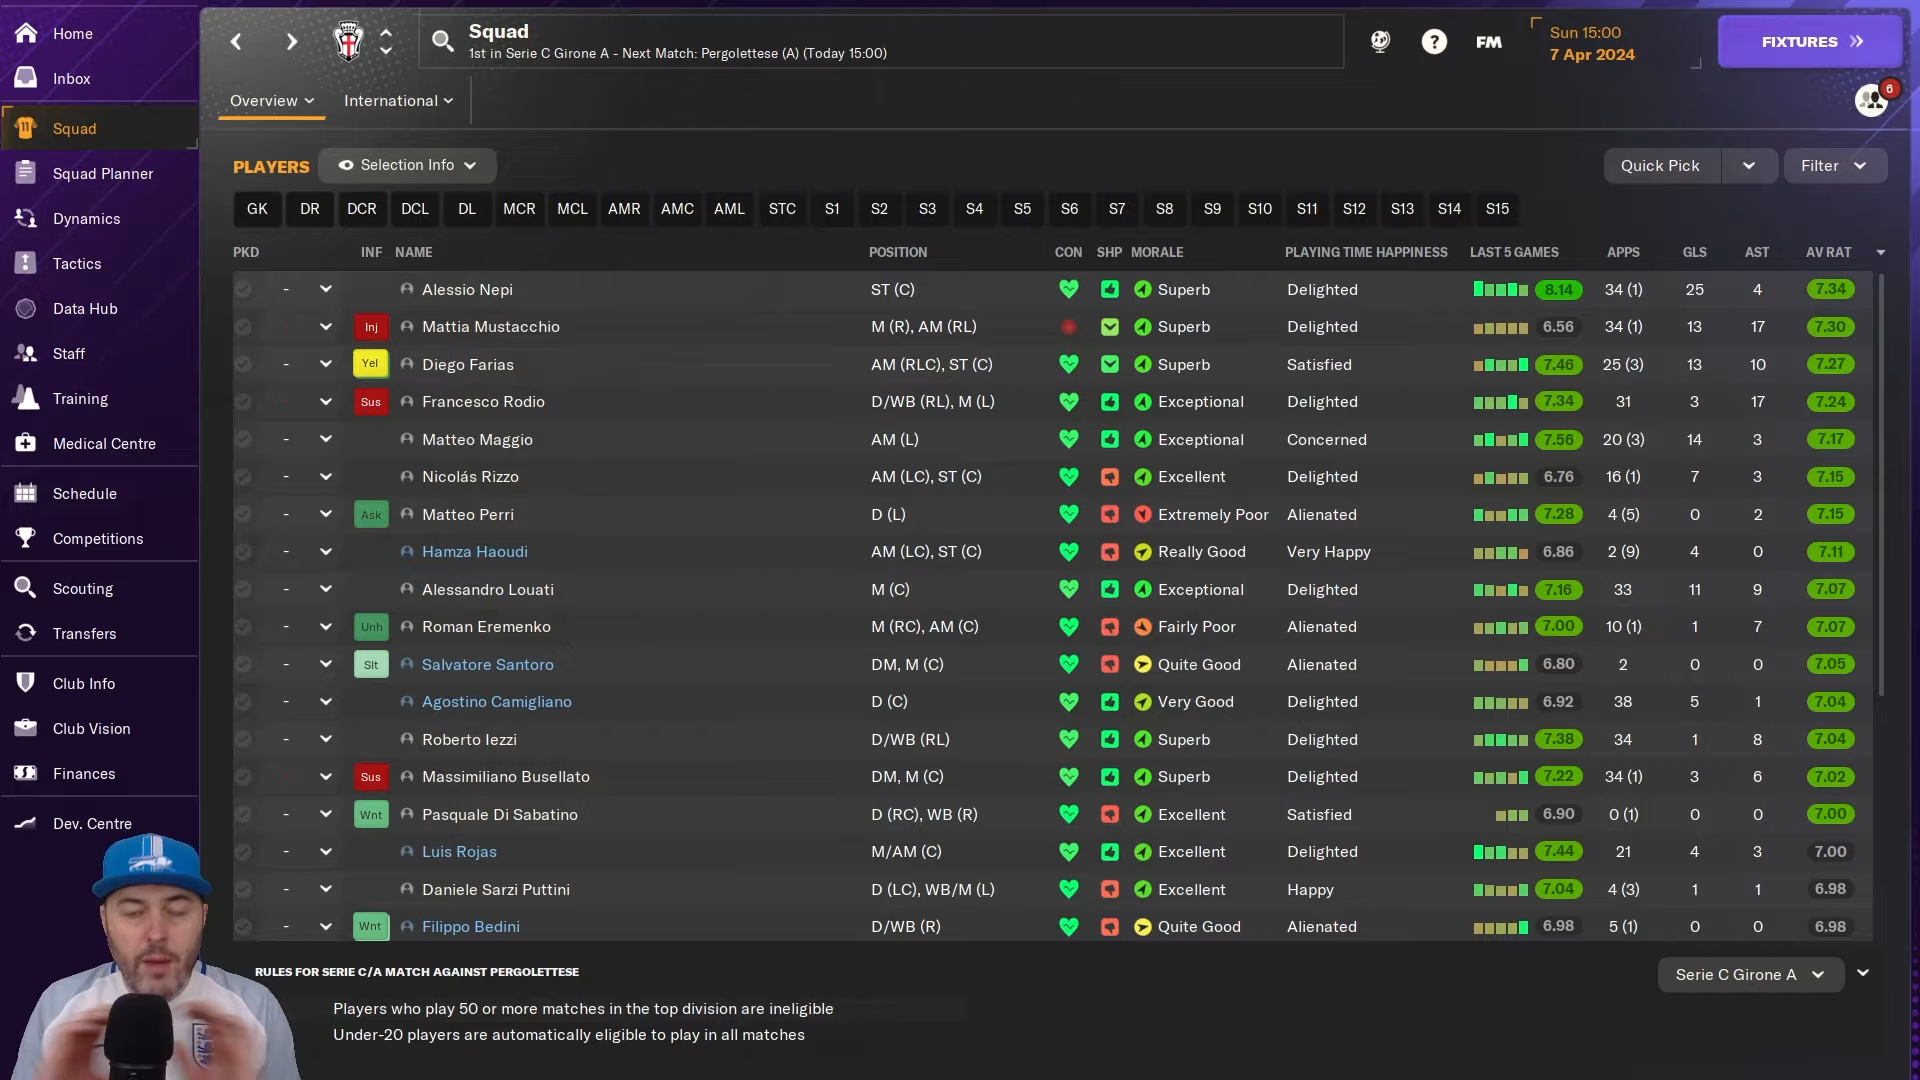 Home
Inbox
Squad
Squad Planner
Dynamics
Tactics
Data Hub
Staff
Training
Medical Centre
Schedule
Competitions
Scouting
Transfers
Club Info
Club Vision
Finances
Dev. Centre
Squad
1st in Serie C Girone A - Next Match: Pergolettese (A) (Today 15:00)
? FM
Sun 15:00
7 Apr 2024
FIXTURES
6
Overview International
PLAYERS Selection Info Quick Pick Filter
GK DR DCR DCL DL MCR MCL AMR AMC AML STC S1 S2 S3 S4 S5 S6 S7 S8 S9 S10 S11 S12 S13 S14 S15
PKD INF NAME POSITION CON SHP MORALE PLAYING TIME HAPPINESS LAST 5 GAMES APPS GLS AST AV RAT
- Alessio Nepi ST (C) Superb Delighted 8.14 34 (1) 25 4 7.34
Inj Mattia Mustacchio M (R), AM (RL) Superb Delighted 6.56 34 (1) 13 17 7.30
- Yel Diego Farias AM (RLC), ST (C) Superb Satisfied 7.46 25 (3) 13 10 7.27
Sus Francesco Rodio D/WB (RL), M (L) Exceptional Delighted 7.34 31 3 17 7.24
- Matteo Maggio AM (L) Exceptional Concerned 7.56 20 (3) 14 3 7.17
- Nicolás Rizzo AM (LC), ST (C) Excellent Delighted 6.76 16 (1) 7 3 7.15
- Ask Matteo Perri D (L) Extremely Poor Alienated 7.28 4 (5) 0 2 7.15
- Hamza Haoudi AM (LC), ST (C) Really Good Very Happy 6.86 2 (9) 4 0 7.11
- Alessandro Louati M (C) Exceptional Delighted 7.16 33 11 9 7.07
- Unh Roman Eremenko M (RC), AM (C) Fairly Poor Alienated 7.00 10 (1) 1 7 7.07
- Slt Salvatore Santoro DM, M (C) Quite Good Alienated 6.80 2 0 0 7.05
- Agostino Camigliano D (C) Very Good Delighted 6.92 38 5 1 7.04
- Roberto Iezzi D/WB (RL) Superb Delighted 7.38 34 1 8 7.04
Sus Massimiliano Busellato DM, M (C) Superb Delighted 7.22 34 (1) 3 6 7.02
- Wnt Pasquale Di Sabatino D (RC), WB (R) Excellent Satisfied 6.90 0 (1) 0 0 7.00
- Luis Rojas M/AM (C) Excellent Delighted 7.44 21 4 3 7.00
- Daniele Sarzi Puttini D (LC), WB/M (L) Excellent Happy 7.04 4 (3) 1 1 6.98
- Wnt Filippo Bedini D/WB (R) Quite Good Alienated 6.98 5 (1) 0 0 6.98
RULES FOR SERIE C/A MATCH AGAINST PERGOLETTESE
Serie C Girone A
Players who play 50 or more matches in the top division are ineligible
Under-20 players are automatically eligible to play in all matches